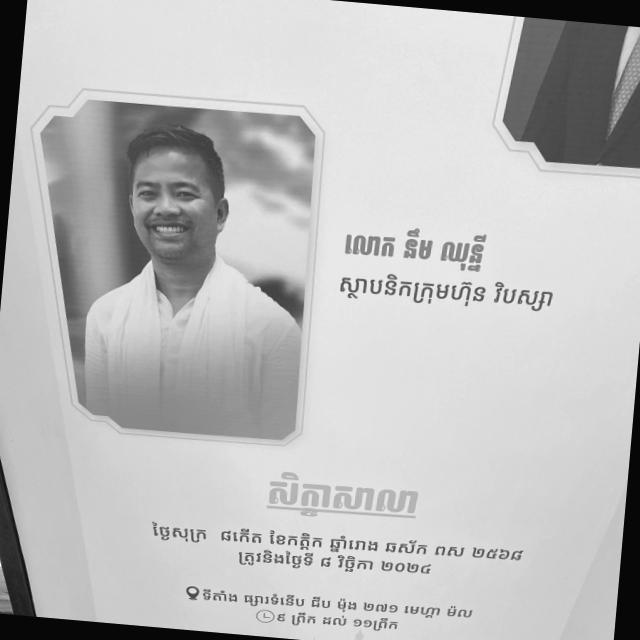 លោក នឹម ឈុន្នី
ស្ថាបនិកក្រុមហ៊ុន វិបស្សា
សិក្ខាសាលា
ថ្ងៃសុក្រ ៨កើត ខែកត្តិក ឆ្នាំរោង ឆស័ក ពស ២៥៦៨
ត្រូវនិងថ្ងៃទី ៨ វិច្ឆិកា ២០២៤
ទីតាំង ផ្សារទំនើប ជីប ម៉ុង ២៧១ មេហ្គា ម៉ល
៩ ព្រឹក ដល់ ១១ព្រឹក